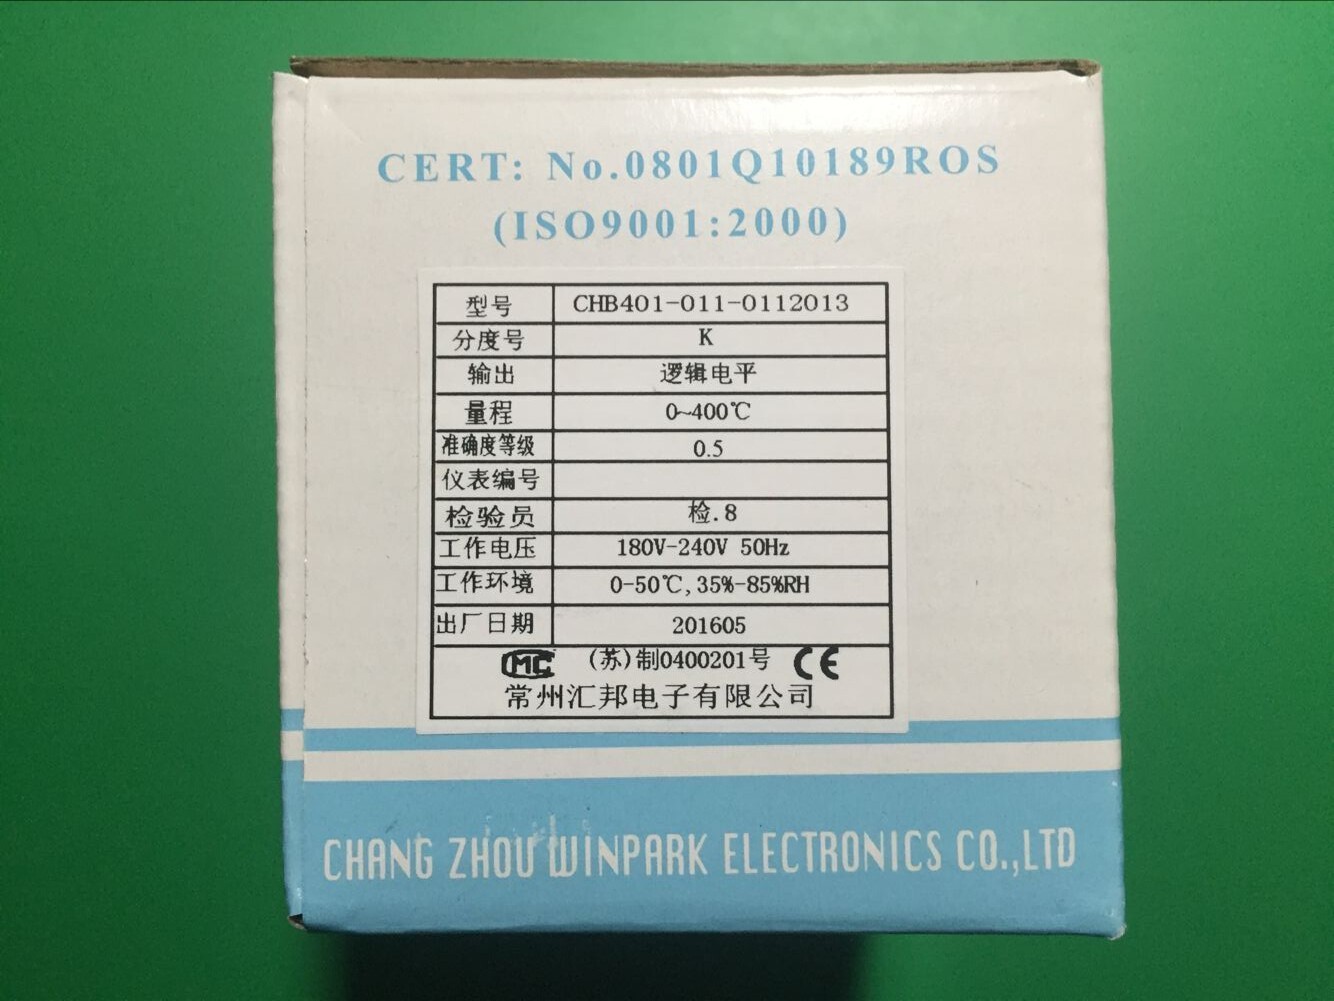 CERT: No.0801Q10189ROS
(ISO9001:2000)
型号 CHB401-011-0112013
分度号 K
输出 逻辑电平
量程 0~400℃
准确度等级 0.5
仪表编号
检验员 检.8
工作电压 180V-240V 50Hz
工作环境 0-50℃,35%-85%RH
出厂日期 201605
MC (苏)制0400201号 CE
常州汇邦电子有限公司
CHANG ZHOU WINPARK ELECTRONICS CO.,LTD